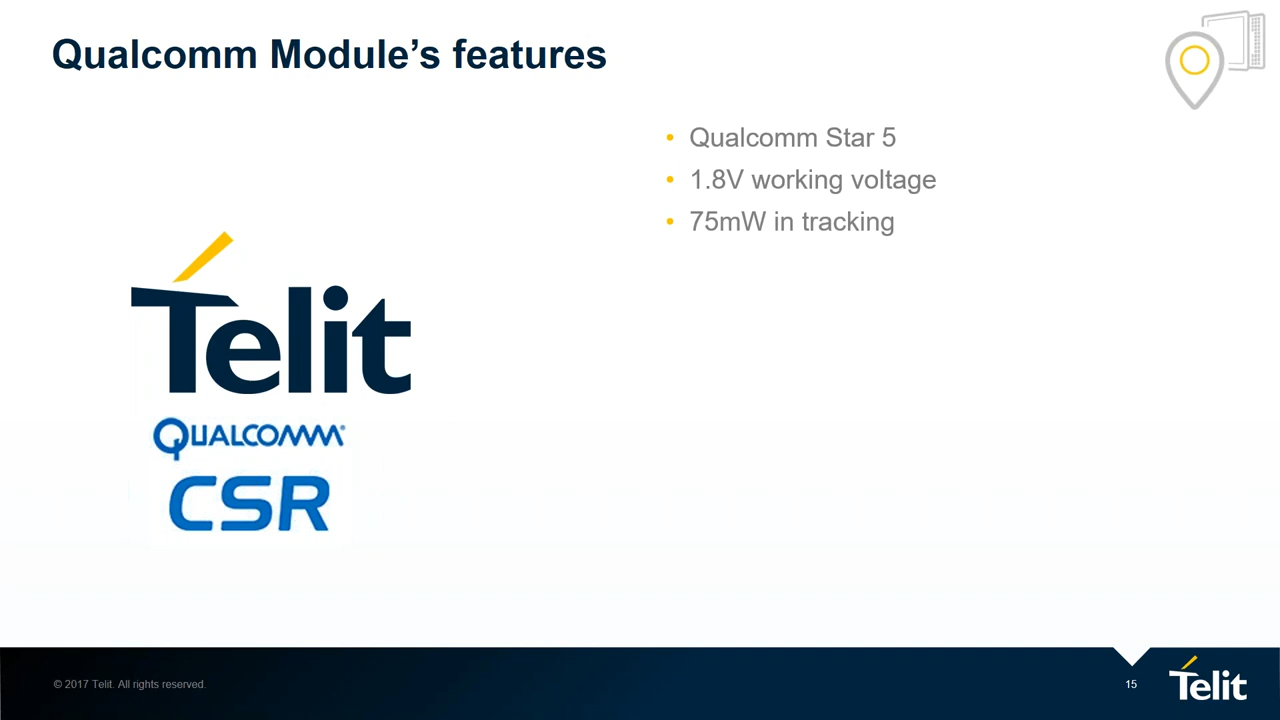 Qualcomm Module’s features
• Qualcomm Star 5
• 1.8V working voltage
• 75mW in tracking
Telit
QUALCOMM®
CSR
© 2017 Telit. All rights reserved.
15
Telit